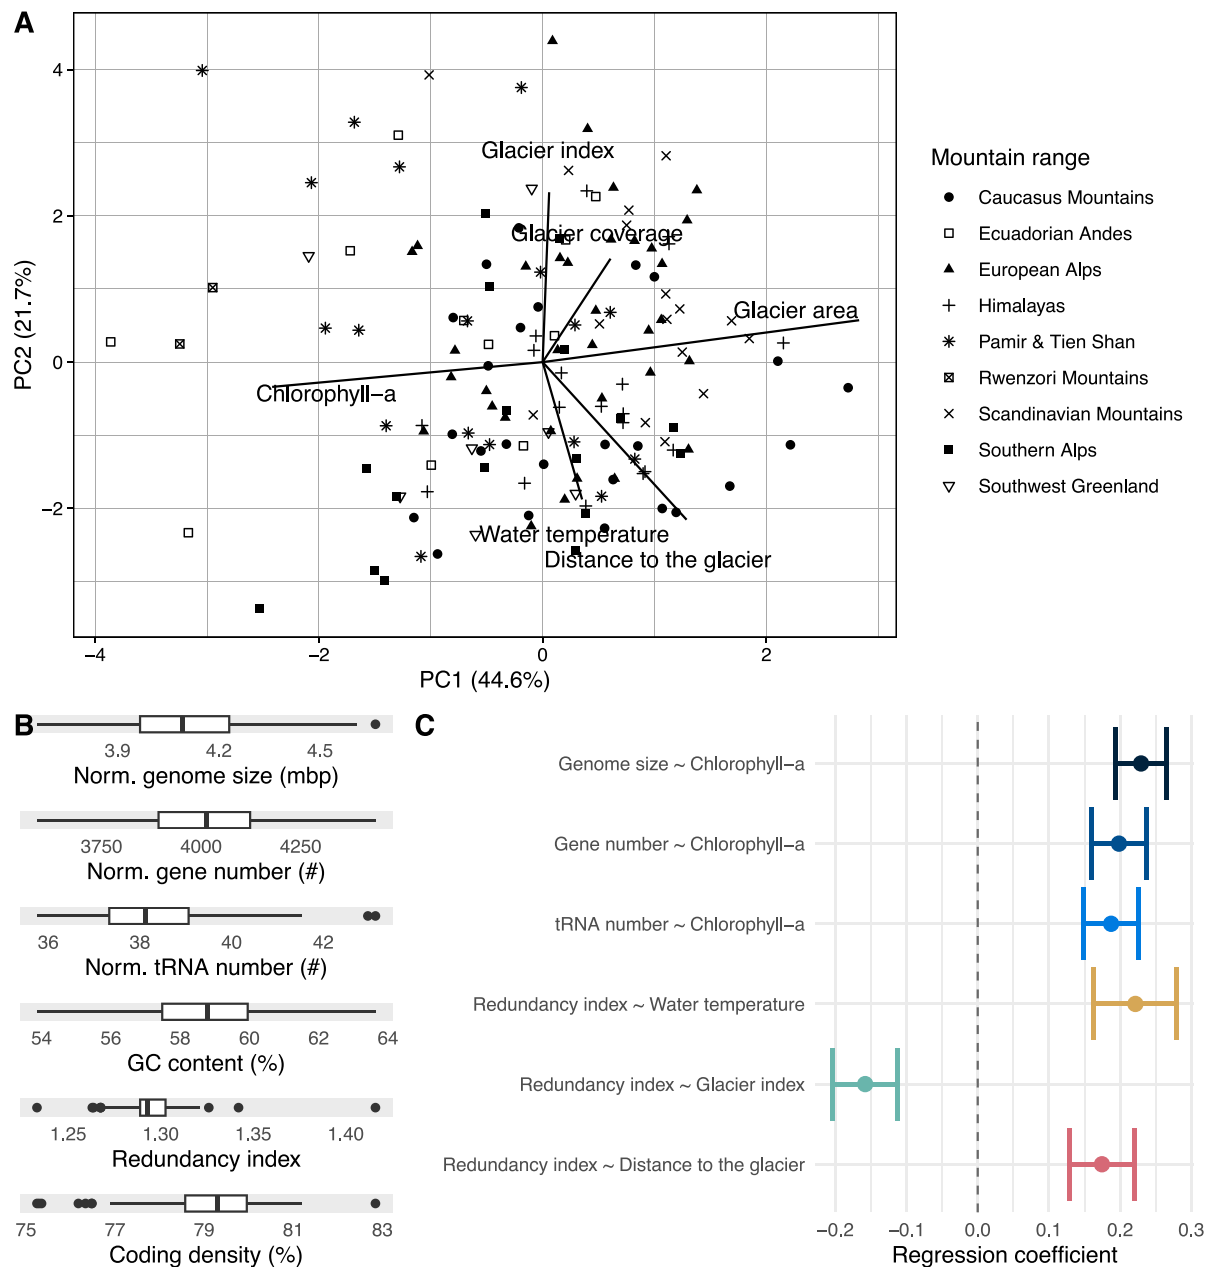 A
4
2
0
−2
PC2 (21.7%)
Glacier index
Glacier coverage
Glacier area
Chlorophyll−a
Water temperature
Distance to the glacier
−4
−2
0
2
PC1 (44.6%)
Mountain range
Caucasus Mountains
Ecuadorian Andes
European Alps
Himalayas
Pamir & Tien Shan
Rwenzori Mountains
Scandinavian Mountains
Southern Alps
Southwest Greenland
B
3.9 4.2 4.5
Norm. genome size (mbp)
3750 4000 4250
Norm. gene number (#)
36 38 40 42
Norm. tRNA number (#)
54 56 58 60 62 64
GC content (%)
1.25 1.30 1.35 1.40
Redundancy index
75 77 79 81 83
Coding density (%)
C
Genome size ~ Chlorophyll−a
Gene number ~ Chlorophyll−a
tRNA number ~ Chlorophyll−a
Redundancy index ~ Water temperature
Redundancy index ~ Glacier index
Redundancy index ~ Distance to the glacier
−0.2 −0.1 0.0 0.1 0.2 0.3
Regression coefficient